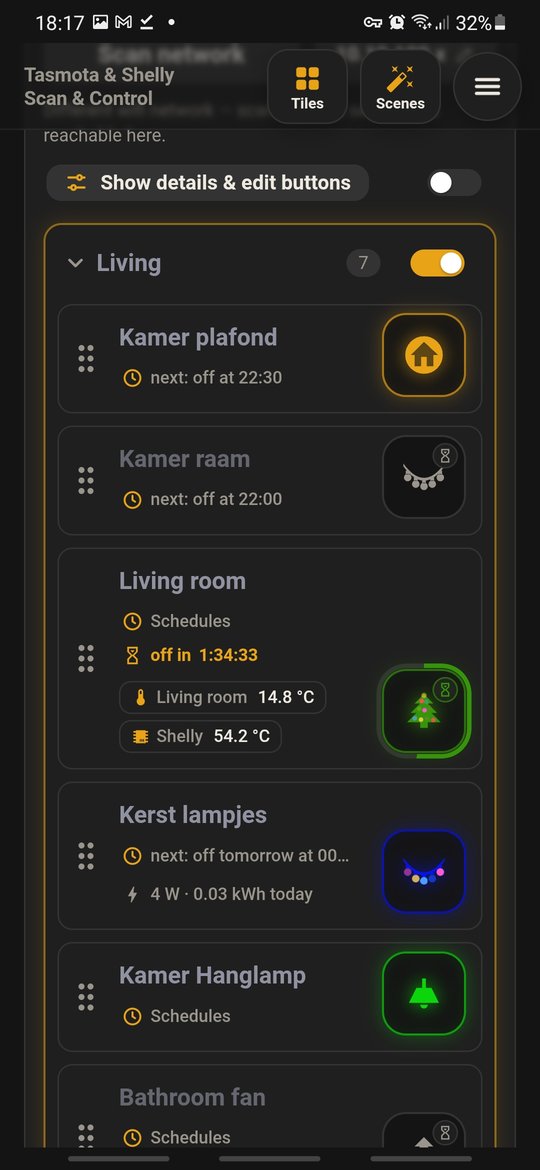 18:17
32%
Scan network
Tasmota & Shelly
Scan & Control
Tiles
Scenes
reachable here.
Show details & edit buttons
Living
7
Kamer plafond
next: off at 22:30
Kamer raam
next: off at 22:00
Living room
Schedules
off in 1:34:33
Living room 14.8 °C
Shelly 54.2 °C
Kerst lampjes
next: off tomorrow at 00...
4 W · 0.03 kWh today
Kamer Hanglamp
Schedules
Bathroom fan
Schedules